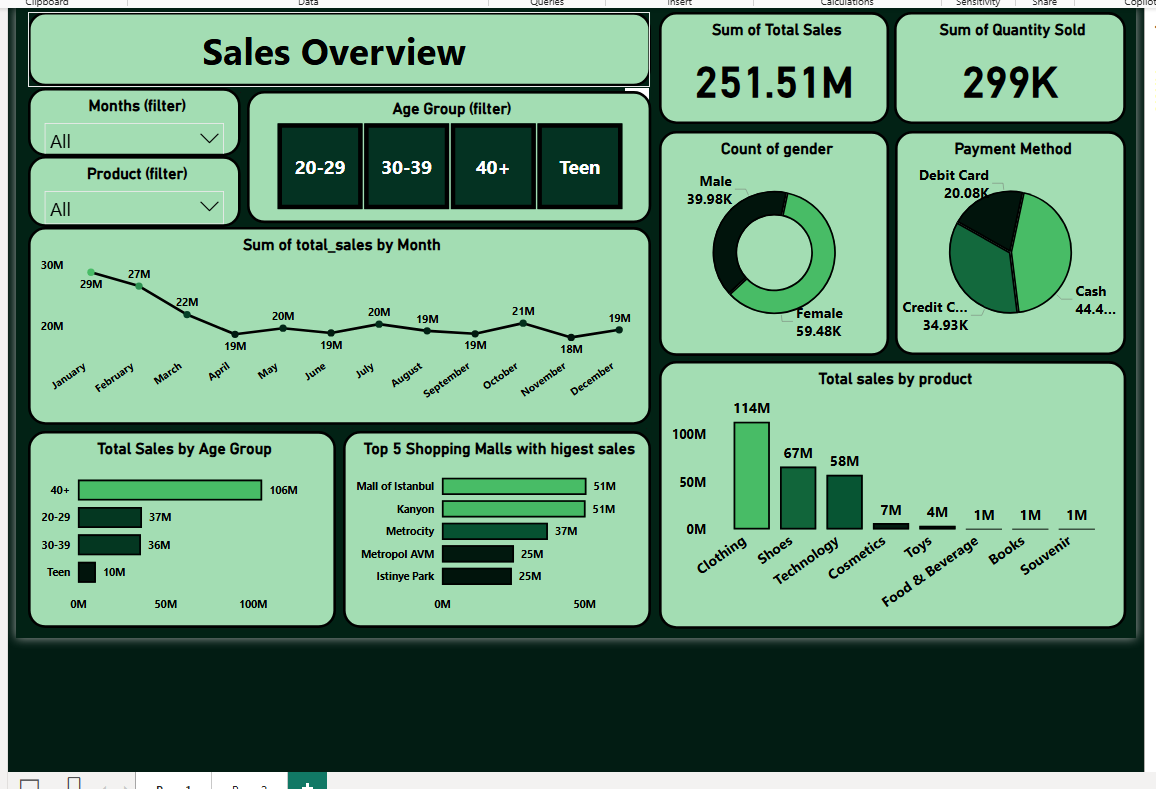 Clipboard
Data
Queries
Insert
Calculations
Sensitivity
Share
Copilot
Sales Overview
Sum of Total Sales
251.51M
Sum of Quantity Sold
299K
Months (filter)
All
Product (filter)
All
Age Group (filter)
20-29
30-39
40+
Teen
Count of gender
Male
39.98K
Female
59.48K
Payment Method
Debit Card
20.08K
Credit C...
34.93K
Cash
44.4...
Sum of total_sales by Month
30M
20M
29M
27M
22M
19M
20M
19M
20M
19M
19M
21M
18M
19M
January
February
March
April
May
June
July
August
September
October
November
December
Total Sales by Age Group
40+
106M
20-29
37M
30-39
36M
Teen
10M
0M
50M
100M
Top 5 Shopping Malls with higest sales
Mall of Istanbul
51M
Kanyon
51M
Metrocity
37M
Metropol AVM
25M
Istinye Park
25M
0M
50M
Total sales by product
100M
50M
0M
114M
67M
58M
7M
4M
1M
1M
1M
Clothing
Shoes
Technology
Cosmetics
Toys
Food & Beverage
Books
Souvenir